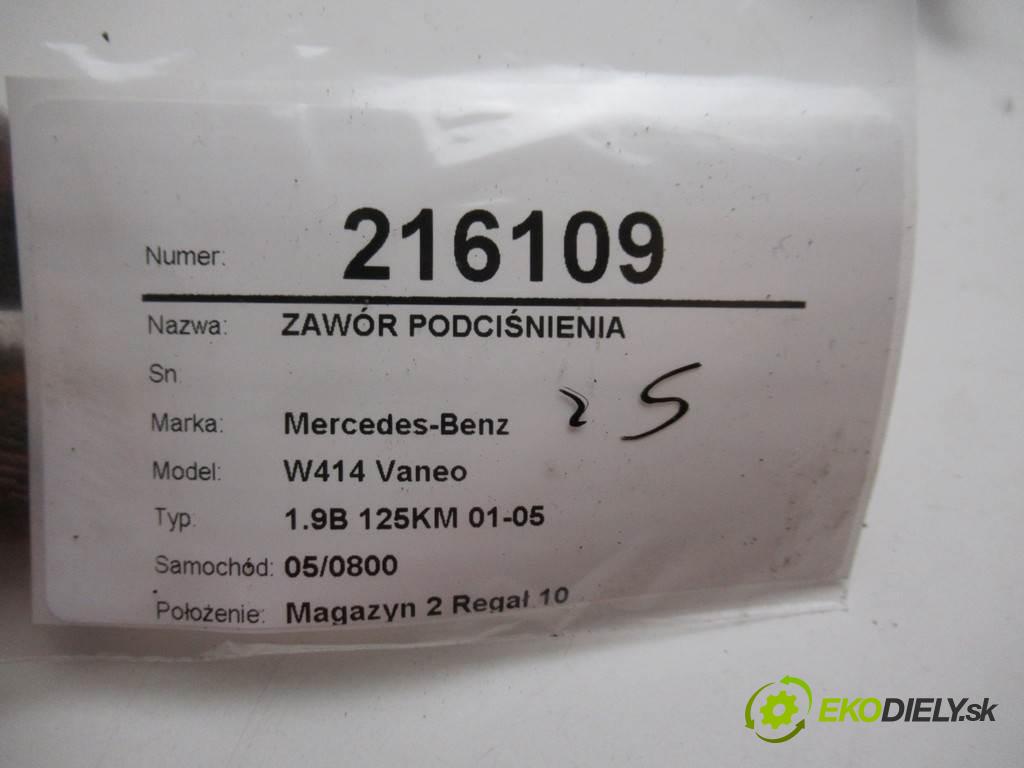 Numer: 216109
Nazwa: ZAWÓR PODCIŚNIENIA
Sn
25
Marka: Mercedes-Benz
Model: W414 Vaneo
Typ: 1.9B 125KM 01-05
Samochód: 05/0800
Położenie: Magazyn 2 Regał 10
EKODIELY.sk